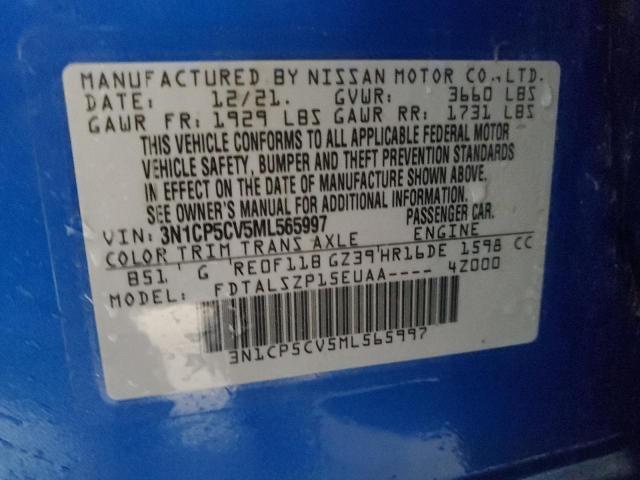 MANUFACTURED BY NISSAN MOTOR CO., LTD.
DATE: 12/21. GVWR: 3660 LBS
GAWR FR: 1929 LBS GAWR RR: 1731 LBS
THIS VEHICLE CONFORMS TO ALL APPLICABLE FEDERAL MOTOR
VEHICLE SAFETY, BUMPER AND THEFT PREVENTION STANDARDS
IN EFFECT ON THE DATE OF MANUFACTURE SHOWN ABOVE.
SEE OWNER'S MANUAL FOR ADDITIONAL INFORMATION.
VIN: 3N1CP5CV5ML565997 PASSENGER CAR.
COLOR TRIM TRANS AXLE ENGINE
B51 G RE0F11B GZ39 HR16DE 1598 CC
MODEL: FDTALSZP15EUAA---- 4Z000
3N1CP5CV5ML565997